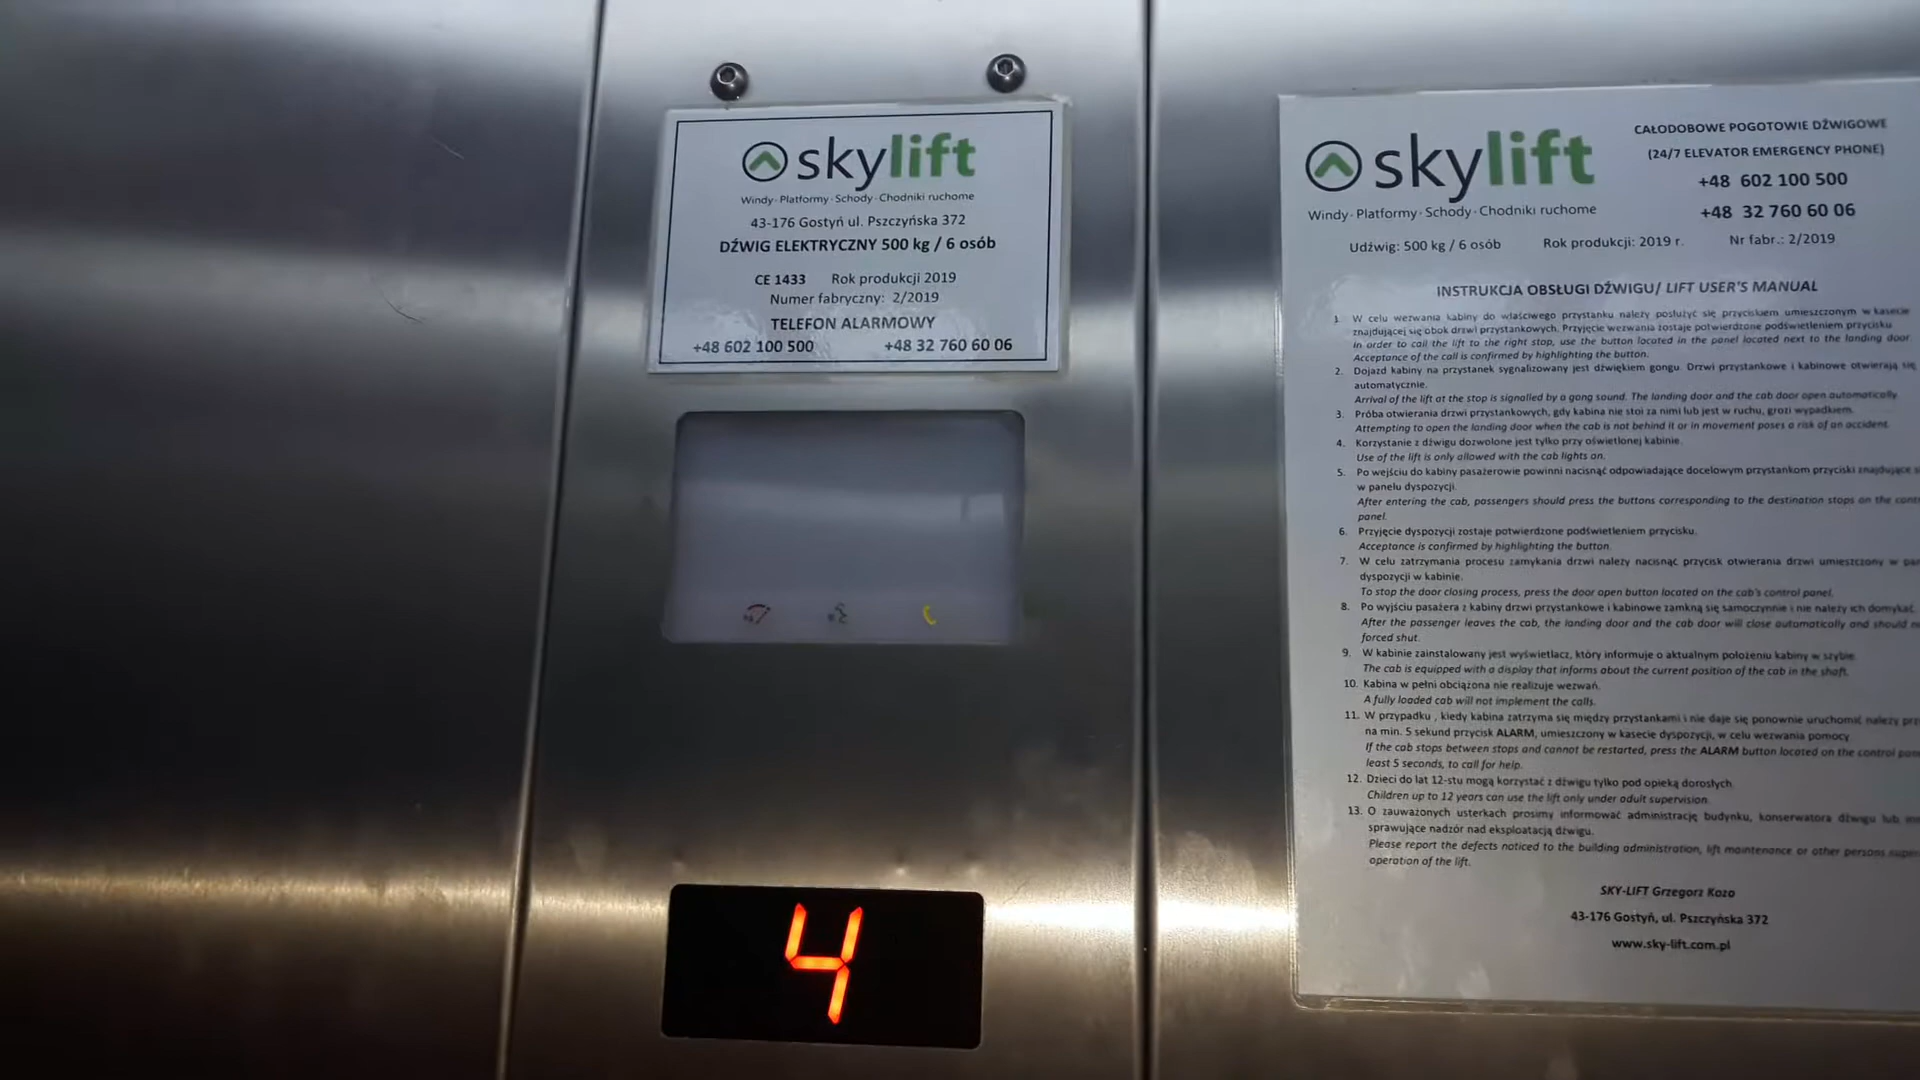 skylift
Windy · Platformy · Schody · Chodniki ruchome
43-176 Gostyń ul. Pszczyńska 372
DŹWIG ELEKTRYCZNY 500 kg / 6 osób
CE 1433 Rok produkcji 2019
Numer fabryczny: 2/2019
TELEFON ALARMOWY
+48 602 100 500 +48 32 760 60 06
4
skylift
Windy · Platformy · Schody · Chodniki ruchome
CAŁODOBOWE POGOTOWIE DŹWIGOWE
(24/7 ELEVATOR EMERGENCY PHONE)
+48 602 100 500
+48 32 760 60 06
Udźwig: 500 kg / 6 osób Rok produkcji: 2019 r. Nr fabr.: 2/2019
INSTRUKCJA OBSŁUGI DŹWIGU/ LIFT USER'S MANUAL
1. W celu wezwania kabiny do właściwego przystanku należy posłużyć się przyciskiem umieszczonym w kasecie
znajdującej się obok drzwi przystankowych. Przyjęcie wezwania zostaje potwierdzone podświetleniem przycisku
In order to call the lift to the right stop, use the button located in the panel located next to the landing door.
Acceptance of the call is confirmed by highlighting the button.
2. Dojazd kabiny na przystanek sygnalizowany jest dźwiękiem gongu. Drzwi przystankowe i kabinowe otwierają się
automatycznie.
Arrival of the lift at the stop is signalled by a gong sound. The landing door and the cab door open automatically.
3. Próba otwierania drzwi przystankowych, gdy kabina nie stoi za nimi lub jest w ruchu, grozi wypadkiem.
Attempting to open the landing door when the cab is not behind it or in movement poses a risk of an accident.
4. Korzystanie z dźwigu dozwolone jest tylko przy oświetlonej kabinie.
Use of the lift is only allowed with the cab lights on.
5. Po wejściu do kabiny pasażerowie powinni nacisnąć odpowiadające docelowym przystankom przyciski znajdujące
w panelu dyspozycji.
After entering the cab, passengers should press the buttons corresponding to the destination stops on the
panel.
6. Przyjęcie dyspozycji zostaje potwierdzone podświetleniem przycisku.
Acceptance is confirmed by highlighting the button.
7. W celu zatrzymania procesu zamykania drzwi należy nacisnąć przycisk otwierania drzwi umieszczony w
dyspozycji w kabinie.
To stop the door closing process, press the door open button located on the cab's control panel.
8. Po wyjściu pasażera z kabiny drzwi przystankowe i kabinowe zamkną się samoczynnie i nie należy ich domykać.
After the passenger leaves the cab, the landing door and the cab door will close automatically and should
forced shut.
9. W kabinie zainstalowany jest wyświetlacz, który informuje o aktualnym położeniu kabiny w szybie.
The cab is equipped with a display that informs about the current position of the cab in the shaft.
10. Kabina w pełni obciążona nie realizuje wezwań.
A fully loaded cab will not implement the calls.
11. W przypadku , kiedy kabina zatrzyma się między przystankami i nie daje się ponownie uruchomić należy
na min. 5 sekund przycisk ALARM, umieszczony w kasecie dyspozycji, w celu wezwania pomocy
If the cab stops between stops and cannot be restarted, press the ALARM button located on the control
least 5 seconds, to call for help.
12. Dzieci do lat 12-stu mogą korzystać z dźwigu tylko pod opieką dorosłych.
Children up to 12 years can use the lift only under adult supervision.
13. O zauważonych usterkach prosimy informować administrację budynku, konserwatora dźwigu lub
sprawujące nadzór nad eksploatacją dźwigu.
Please report the defects noticed to the building administration, lift maintenance or other persons
operation of the lift.
SKY-LIFT Grzegorz Kozo
43-176 Gostyń, ul. Pszczyńska 372
www.sky-lift.com.pl